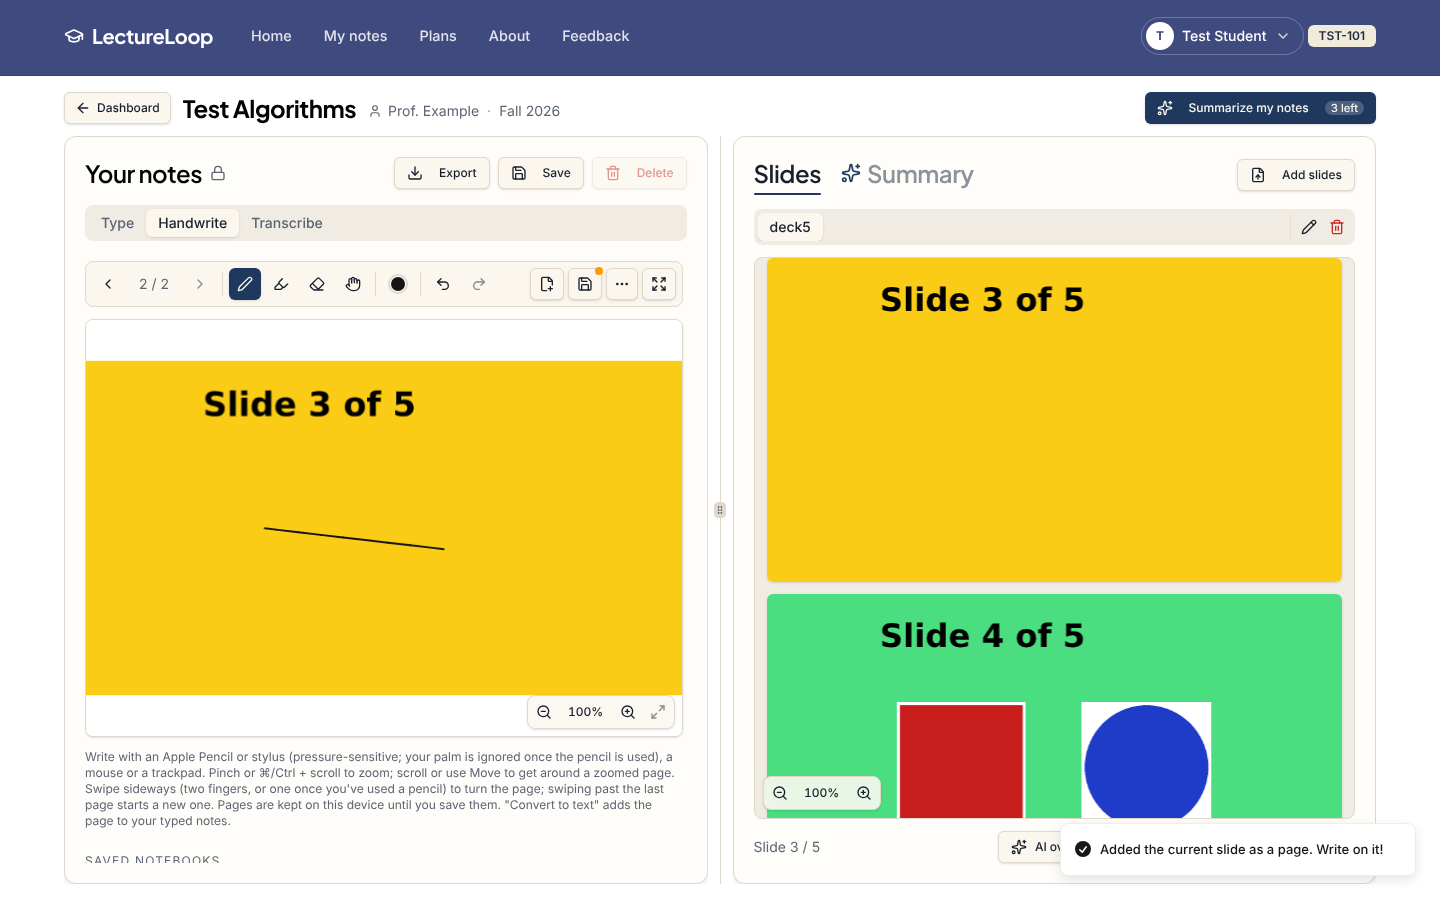 LectureLoop
Home
My notes
Plans
About
Feedback
T
Test Student
TST-101
Dashboard
Test Algorithms
Prof. Example · Fall 2026
Summarize my notes
3 left
Your notes
Export
Save
Delete
Type
Handwrite
Transcribe
2 / 2
Slide 3 of 5
100%
Write with an Apple Pencil or stylus (pressure-sensitive; your palm is ignored once the pencil is used), a
mouse or a trackpad. Pinch or ⌘/Ctrl + scroll to zoom; scroll or use Move to get around a zoomed page.
Swipe sideways (two fingers, or one once you've used a pencil) to turn the page; swiping past the last
page starts a new one. Pages are kept on this device until you save them. "Convert to text" adds the
page to your typed notes.
SAVED NOTEBOOKS
Slides
Summary
Add slides
deck5
Slide 3 of 5
Slide 4 of 5
100%
Slide 3 / 5
AI
Added the current slide as a page. Write on it!